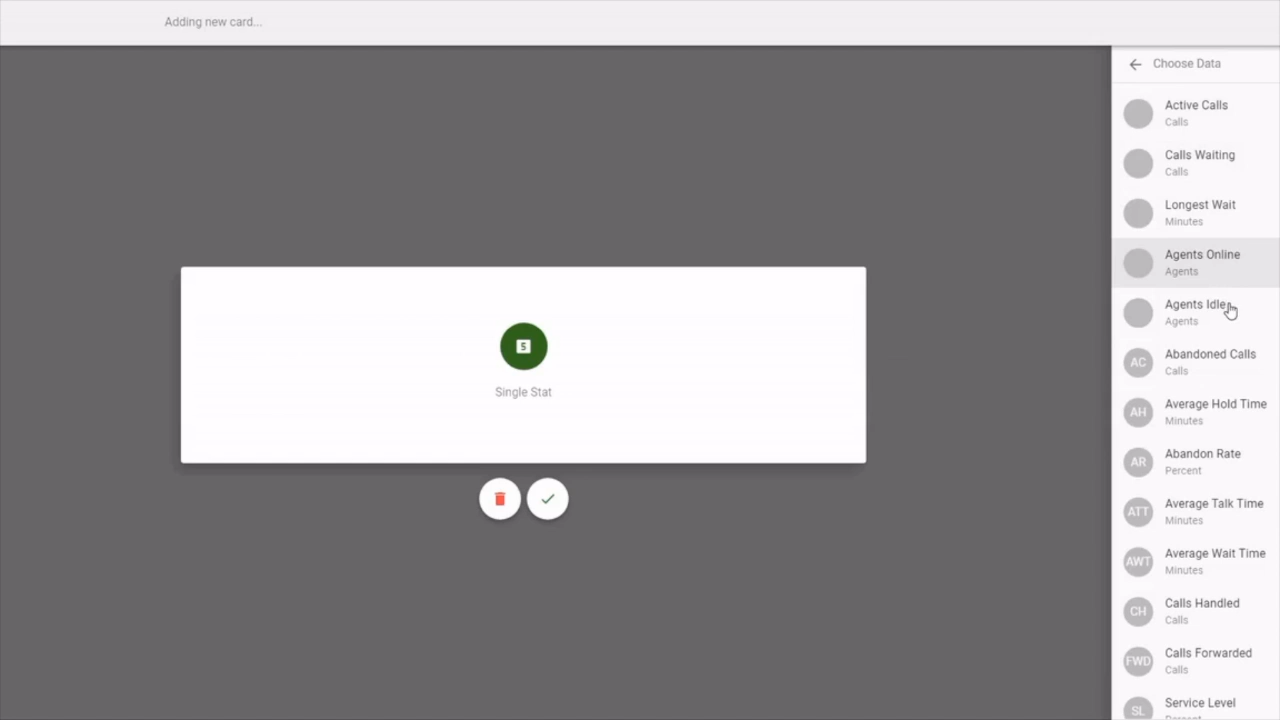 Adding new card...
Choose Data
Active Calls
Calls
Calls Waiting
Calls
Longest Wait
Minutes
Agents Online
Agents
Agents Idle
Agents
AC
Abandoned Calls
Calls
AH
Average Hold Time
Minutes
AR
Abandon Rate
Percent
ATT
Average Talk Time
Minutes
AWT
Average Wait Time
Minutes
CH
Calls Handled
Calls
FWD
Calls Forwarded
Calls
SL
Service Level
Percent
5
Single Stat